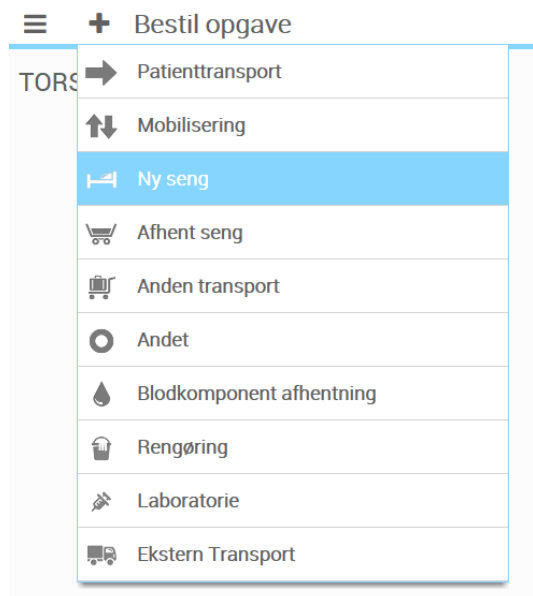 Bestil opgave
TORS
Patienttransport
Mobilisering
Ny seng
Afhent seng
Anden transport
Andet
Blodkomponent afhentning
Rengøring
Laboratorie
Ekstern Transport